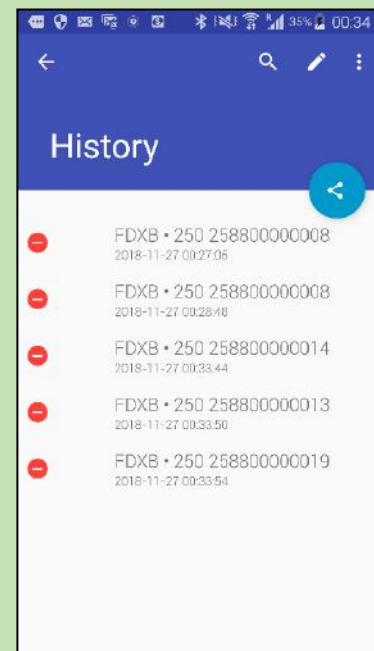 35% 00:34
History
FDXB • 250 258800000008
2018-11-27 00:27:05
FDXB • 250 258800000008
2018-11-27 00:28:48
FDXB • 250 258800000014
2018-11-27 00:33:44
FDXB • 250 258800000013
2018-11-27 00:33:50
FDXB • 250 258800000019
2018-11-27 00:33:54